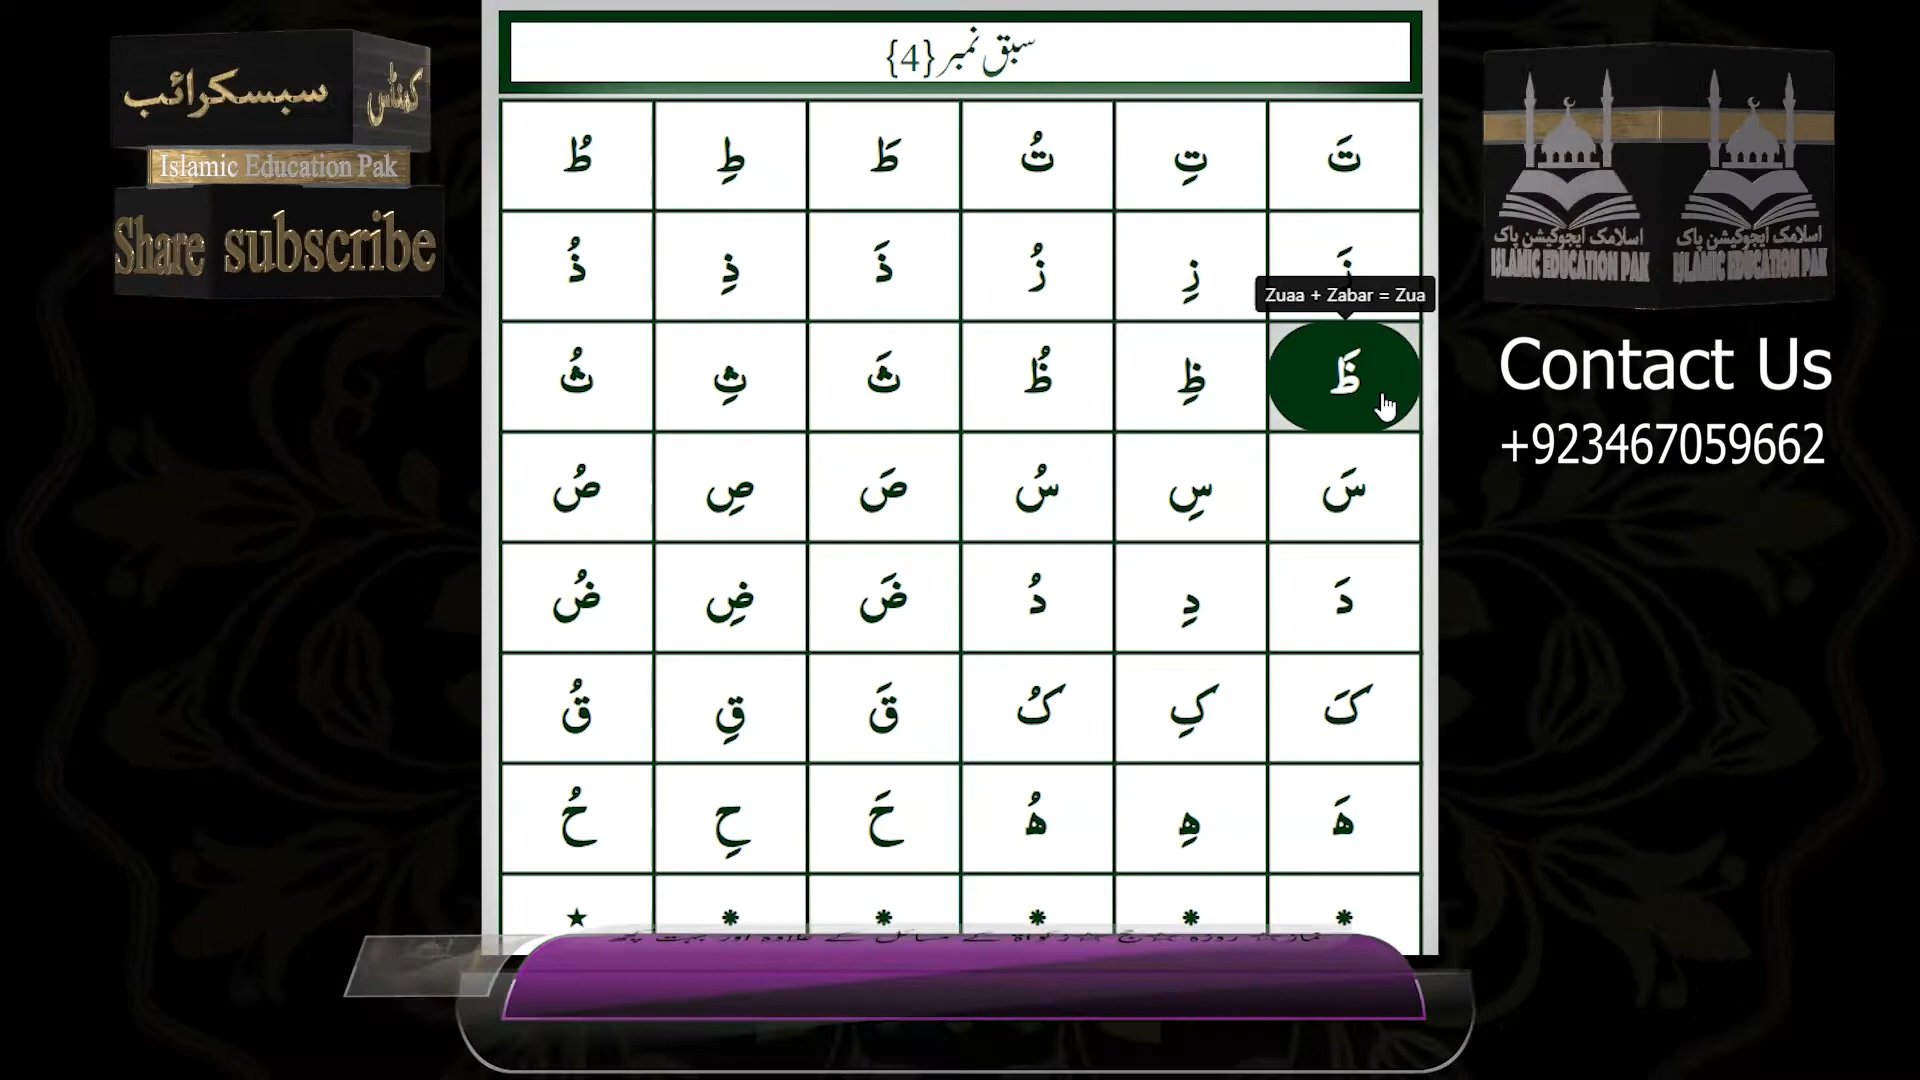 سبق نمبر {4}
تَ تِ تُ طَ طِ طُ
زَ زِ زُ ذَ ذِ ذُ
Zuaa + Zabar = Zua
ظَ ظِ ظُ ثَ ثِ ثُ
سَ سِ سُ صَ صِ صُ
دَ دِ دُ ضَ ضِ ضُ
کَ کِ کُ قَ قِ قُ
ھَ ھِ ھُ حَ حِ حُ
* * * * * ★
سبسکرائب
کمنٹس
Islamic Education Pak
Share subscribe
اسلامک ایجوکیشن پاک
ISLAMIC EDUCATION PAK
اسلامک ایجوکیشن پاک
ISLAMIC EDUCATION PAK
Contact Us
+923467059662